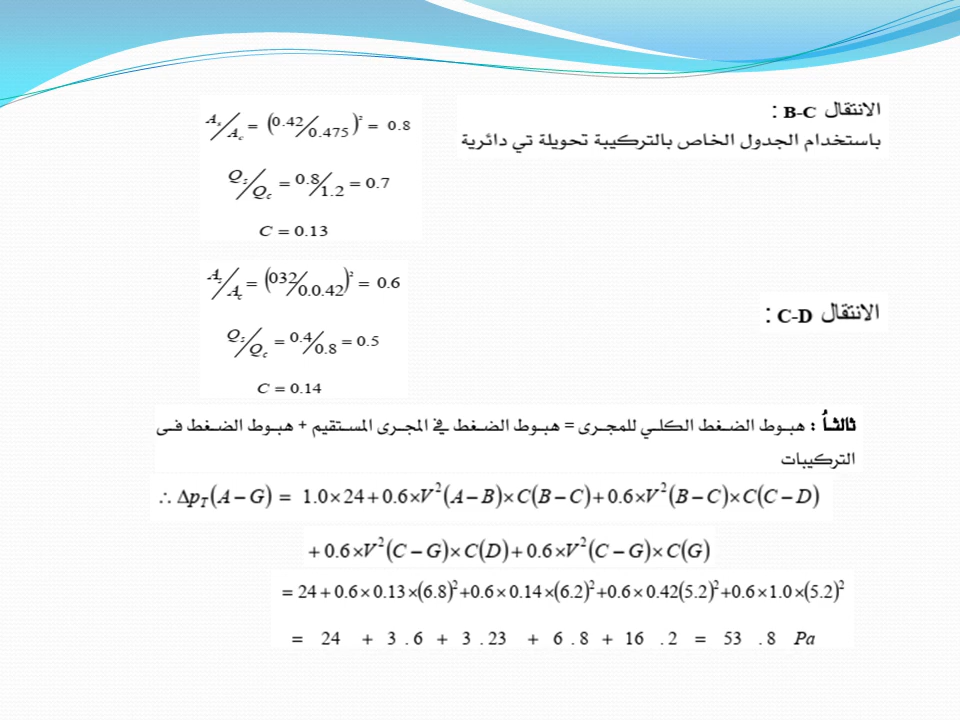 الانتقال B-C :
باستخدام الجدول الخاص بالتركيبة تحويلة تي دائرية
A_s/A_c = (0.42/0.475)² = 0.8
Q_s/Q_c = 0.8/1.2 = 0.7
C = 0.13
الانتقال C-D :
A_s/A_c = (032/0.0.42)² = 0.6
Q_s/Q_c = 0.4/0.8 = 0.5
C = 0.14
ثالثاً : هبوط الضغط الكلي للمجرى = هبوط الضغط في المجرى المستقيم + هبوط الضغط فى
التركيبات
∴ Δp_T(A−G) = 1.0×24+0.6×V²(A−B)×C(B−C)+0.6×V²(B−C)×C(C−D)
+0.6×V²(C−G)×C(D)+0.6×V²(C−G)×C(G)
= 24+0.6×0.13×(6.8)²+0.6×0.14×(6.2)²+0.6×0.42(5.2)²+0.6×1.0×(5.2)²
= 24 + 3.6 + 3.23 + 6.8 + 16.2 = 53.8 Pa